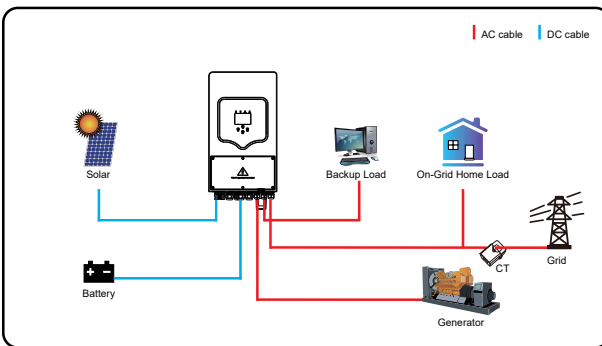 AC cable
DC cable
Solar
Backup Load
On-Grid Home Load
CT
Grid
Battery
Generator